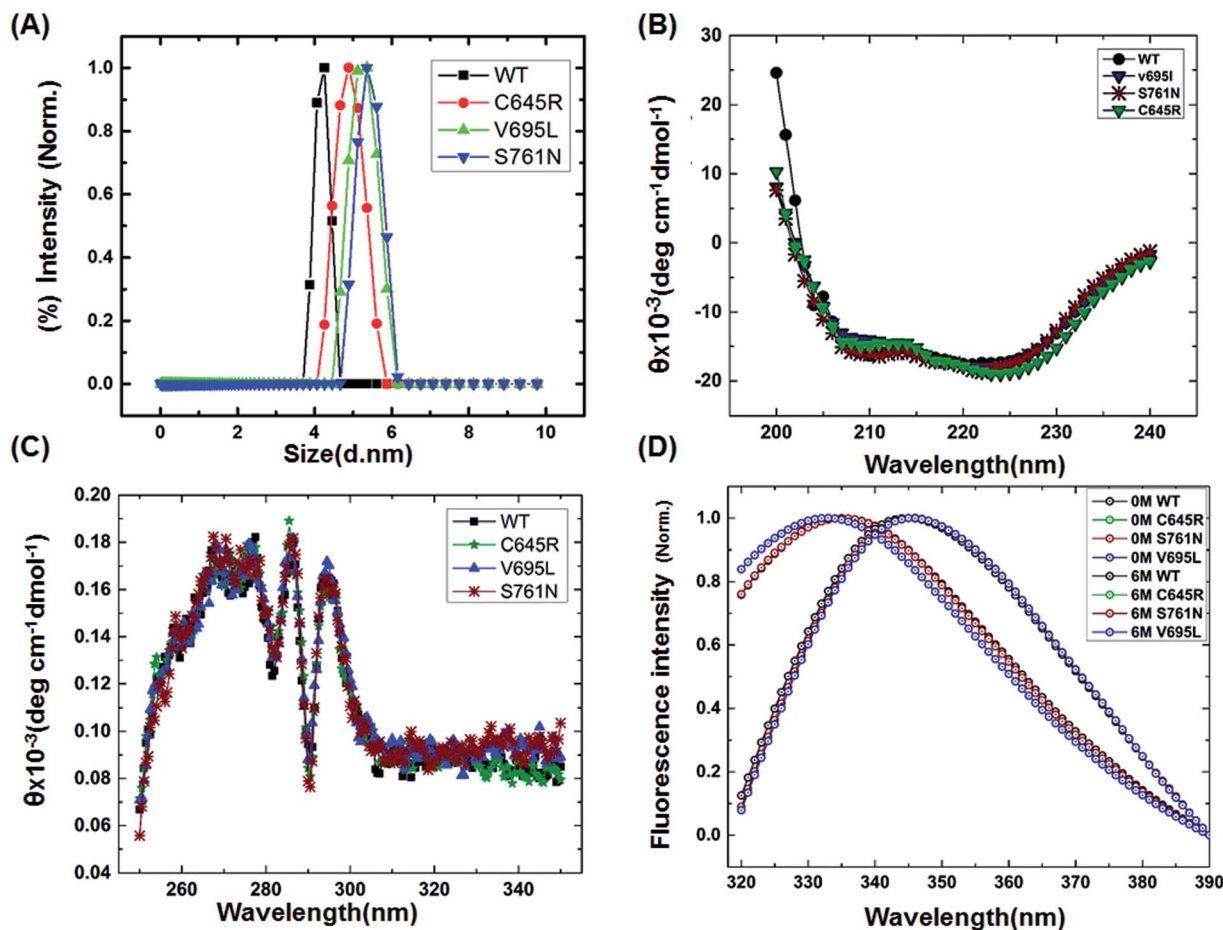 (A)
1.0
0.8
0.6
0.4
0.2
0.0
(%) Intensity (Norm.)
WT
C645R
V695L
S761N
0 2 4 6 8 10
Size(d.nm)
(B)
30
20
10
0
-10
-20
θx10⁻³(deg cm⁻¹dmol⁻¹)
WT
v695l
S761N
C645R
200 210 220 230 240
Wavelength(nm)
(C)
0.20
0.18
0.16
0.14
0.12
0.10
0.08
0.06
0.04
θx10⁻³(deg cm⁻¹dmol⁻¹)
WT
C645R
V695L
S761N
260 280 300 320 340
Wavelength(nm)
(D)
1.0
0.8
0.6
0.4
0.2
0.0
Fluorescence intensity (Norm.)
0M WT
0M C645R
0M S761N
0M V695L
6M WT
6M C645R
6M S761N
6M V695L
320 330 340 350 360 370 380 390
Wavelength(nm)